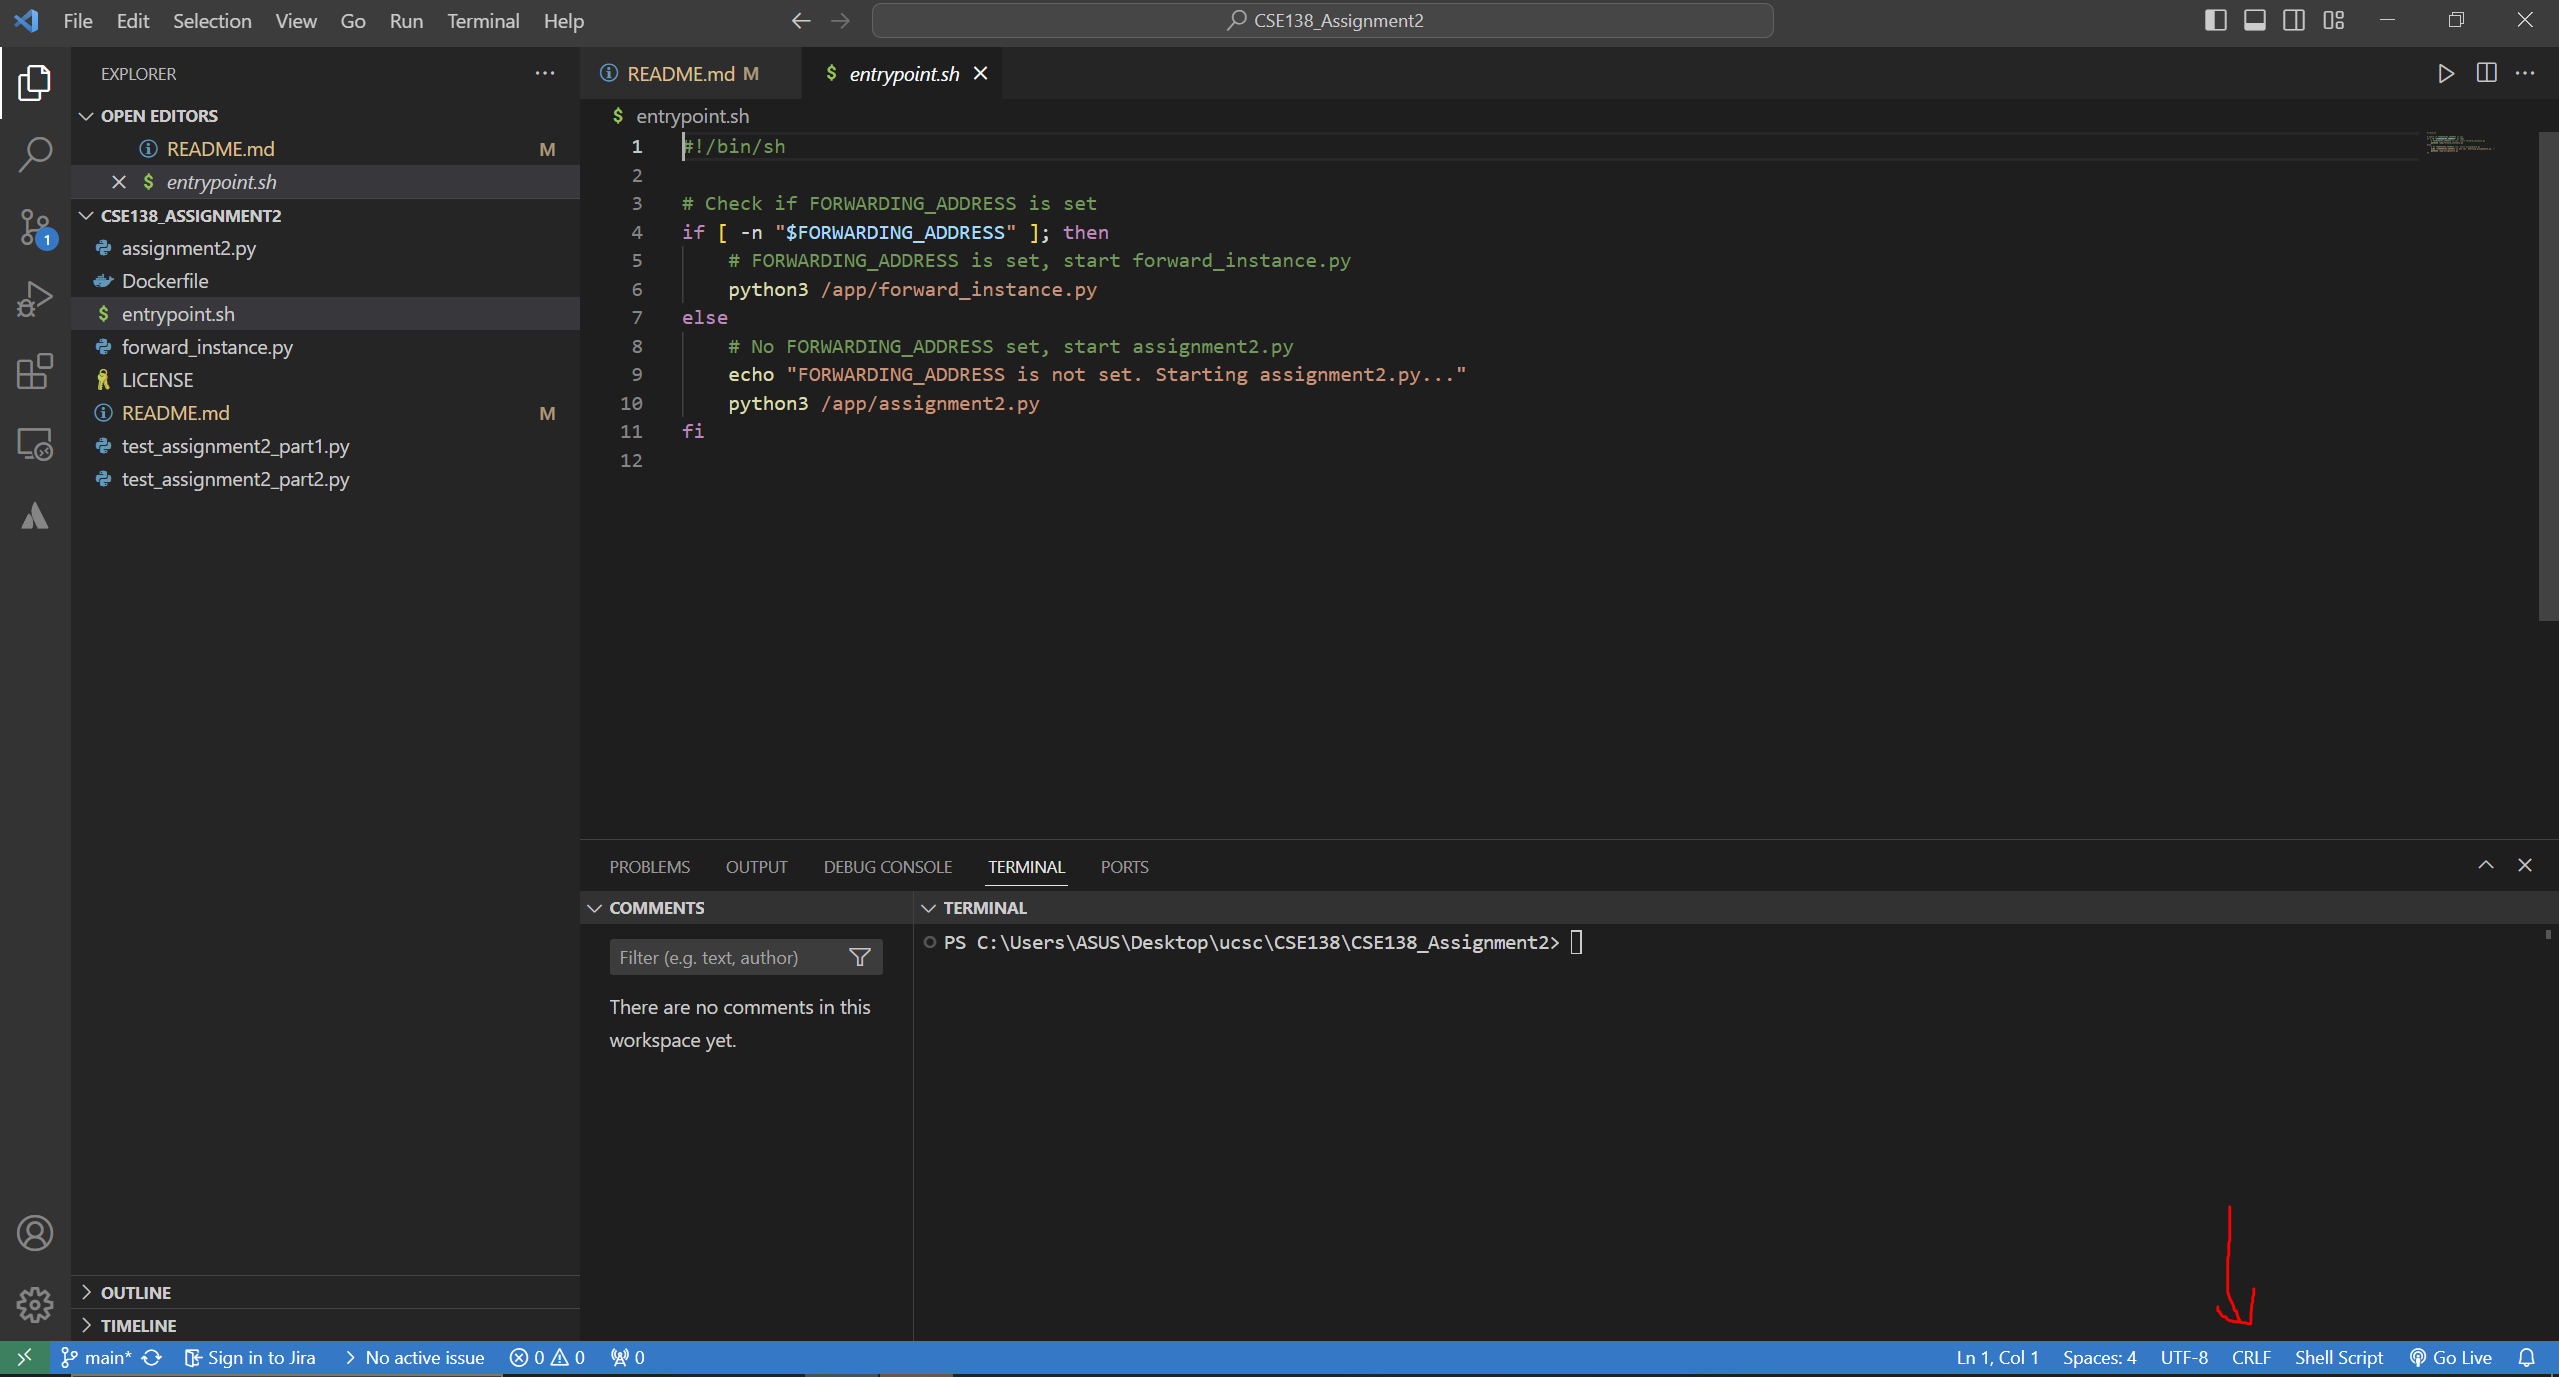 File Edit Selection View Go Run Terminal Help
CSE138_Assignment2
EXPLORER
OPEN EDITORS
README.md M
entrypoint.sh
CSE138_ASSIGNMENT2
assignment2.py
Dockerfile
entrypoint.sh
forward_instance.py
LICENSE
README.md M
test_assignment2_part1.py
test_assignment2_part2.py
1
OUTLINE
TIMELINE
README.md M entrypoint.sh
$ entrypoint.sh
1 #!/bin/sh
2
3 # Check if FORWARDING_ADDRESS is set
4 if [ -n "$FORWARDING_ADDRESS" ]; then
5 # FORWARDING_ADDRESS is set, start forward_instance.py
6 python3 /app/forward_instance.py
7 else
8 # No FORWARDING_ADDRESS set, start assignment2.py
9 echo "FORWARDING_ADDRESS is not set. Starting assignment2.py..."
10 python3 /app/assignment2.py
11 fi
12
PROBLEMS OUTPUT DEBUG CONSOLE TERMINAL PORTS
COMMENTS
Filter (e.g. text, author)
There are no comments in this
workspace yet.
TERMINAL
PS C:\Users\ASUS\Desktop\ucsc\CSE138\CSE138_Assignment2>
main* Sign in to Jira No active issue 0 0 0 Ln 1, Col 1 Spaces: 4 UTF-8 CRLF Shell Script Go Live